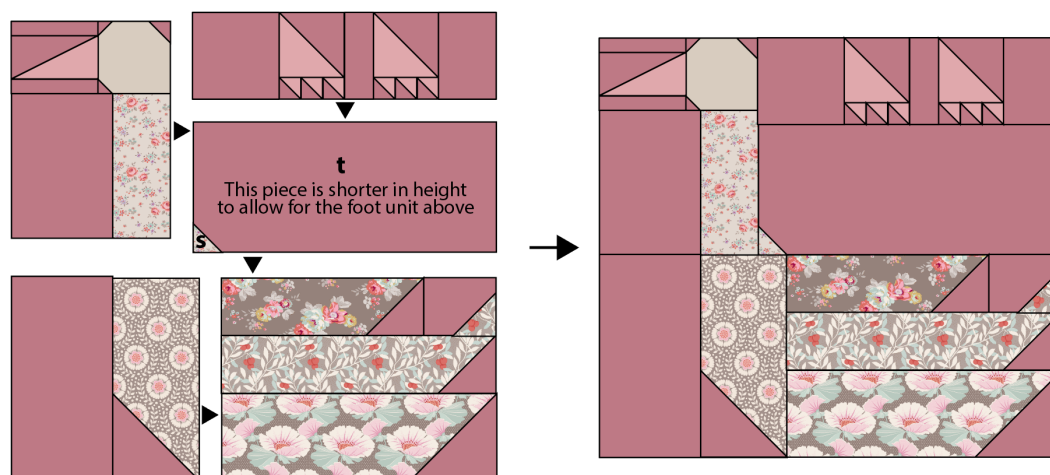 t
This piece is shorter in height
to allow for the foot unit above
s